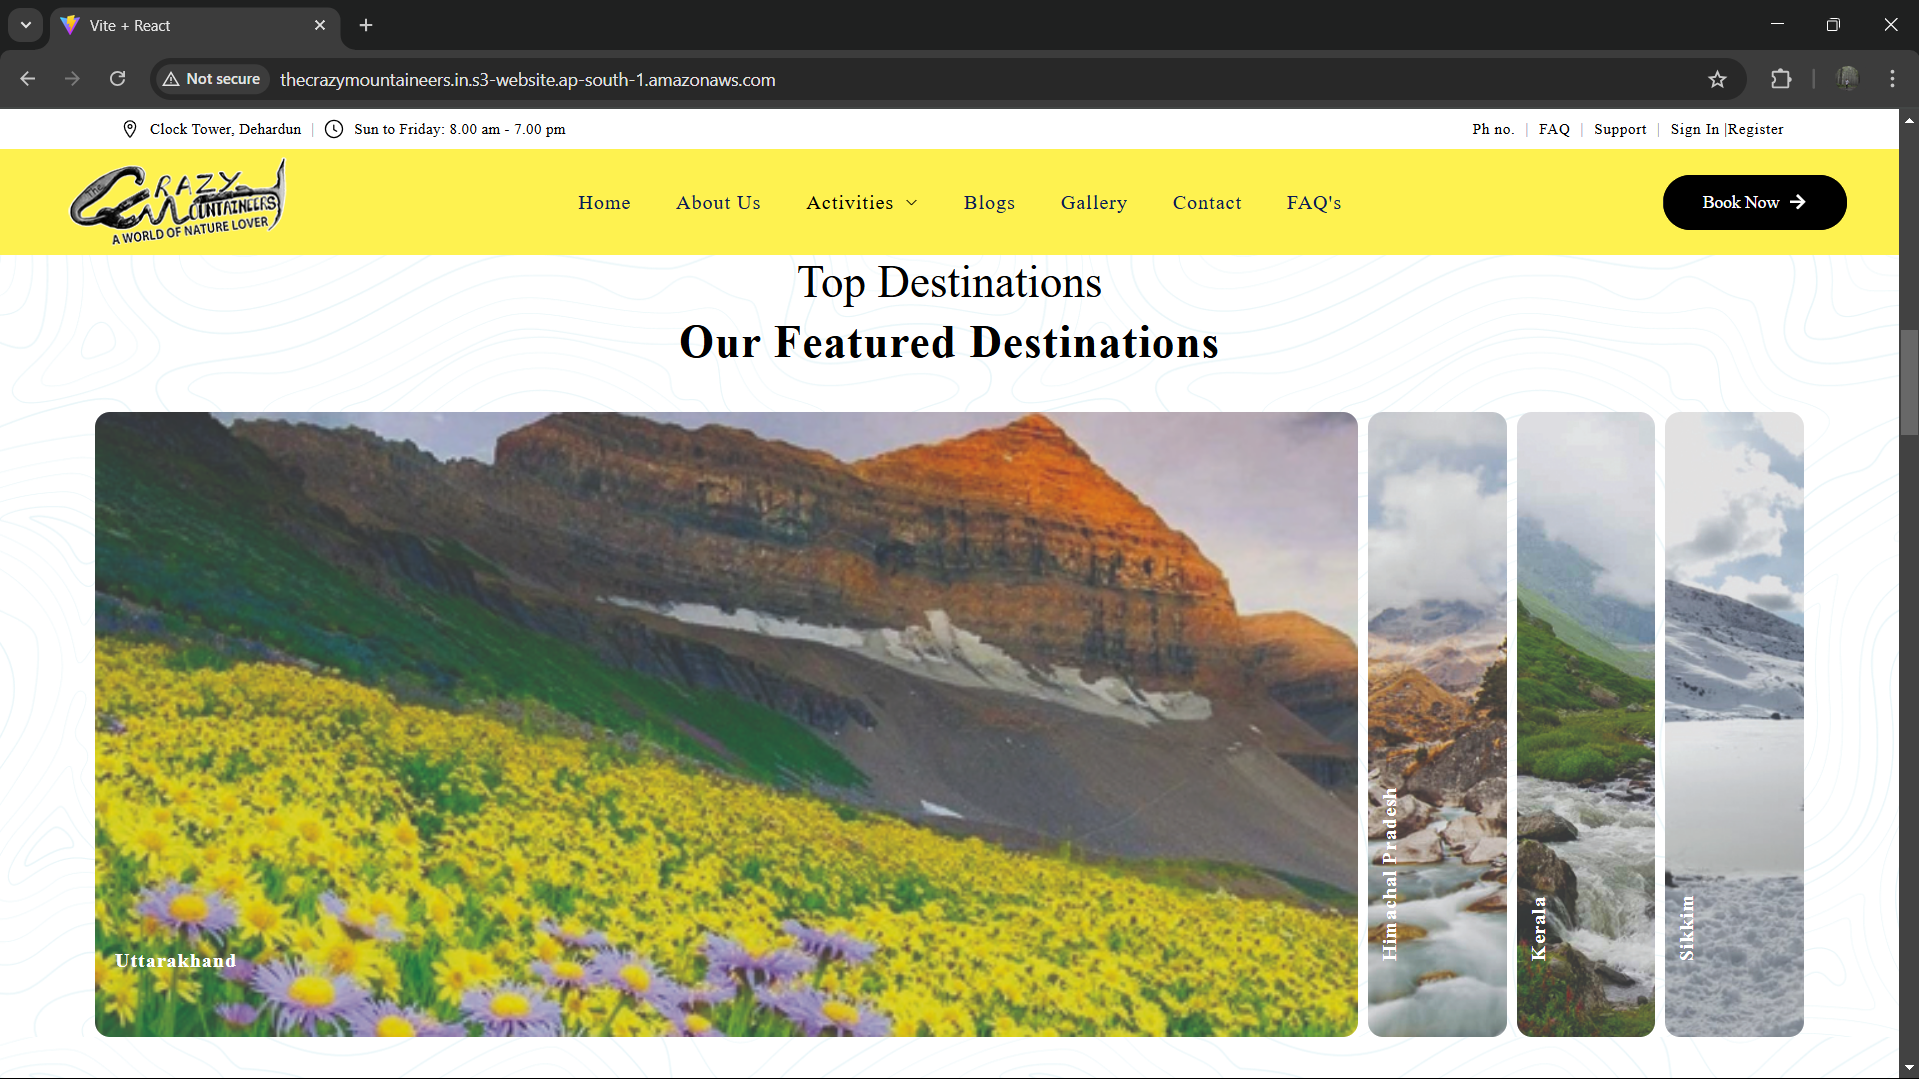 Vite + React
Not secure
thecrazymountaineers.in.s3-website.ap-south-1.amazonaws.com
Clock Tower, Dehardun | Sun to Friday: 8.00 am - 7.00 pm
Ph no. | FAQ | Support | Sign In |Register
The CRAZY
MOUNTAINEERS
A WORLD OF NATURE LOVER
Home About Us Activities Blogs Gallery Contact FAQ's
Book Now
Top Destinations
Our Featured Destinations
Uttarakhand
Himachal Pradesh
Kerala
Sikkim